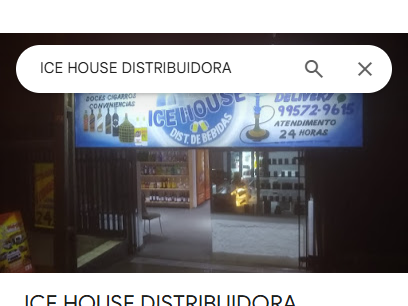 ICE HOUSE DISTRIBUIDORA
DOCES CIGARROS
CONVENIENCIAS
ICE HOUSE
DIST. DE BEBIDAS
DELIVERY
99572-9615
ATENDIMENTO
24 HORAS
24
ICE HOUSE DISTRIBUIDORA